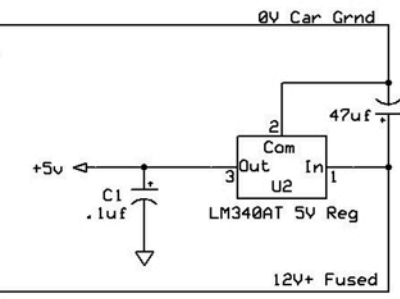 0V Car Grnd
47uf
+
2
Com
+5v
Out
In
3
1
U2
+
C1
.1uf
LM340AT 5V Reg
12V+ Fused